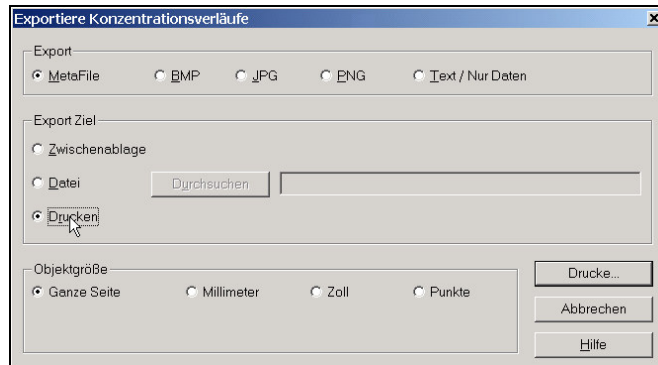 Exportiere Konzentrationsverläufe
Export
MetaFile BMP JPG PNG Text / Nur Daten
Export Ziel
Zwischenablage
Datei Durchsuchen
Drucken
Objektgröße
Ganze Seite Millimeter Zoll Punkte
Drucke...
Abbrechen
Hilfe